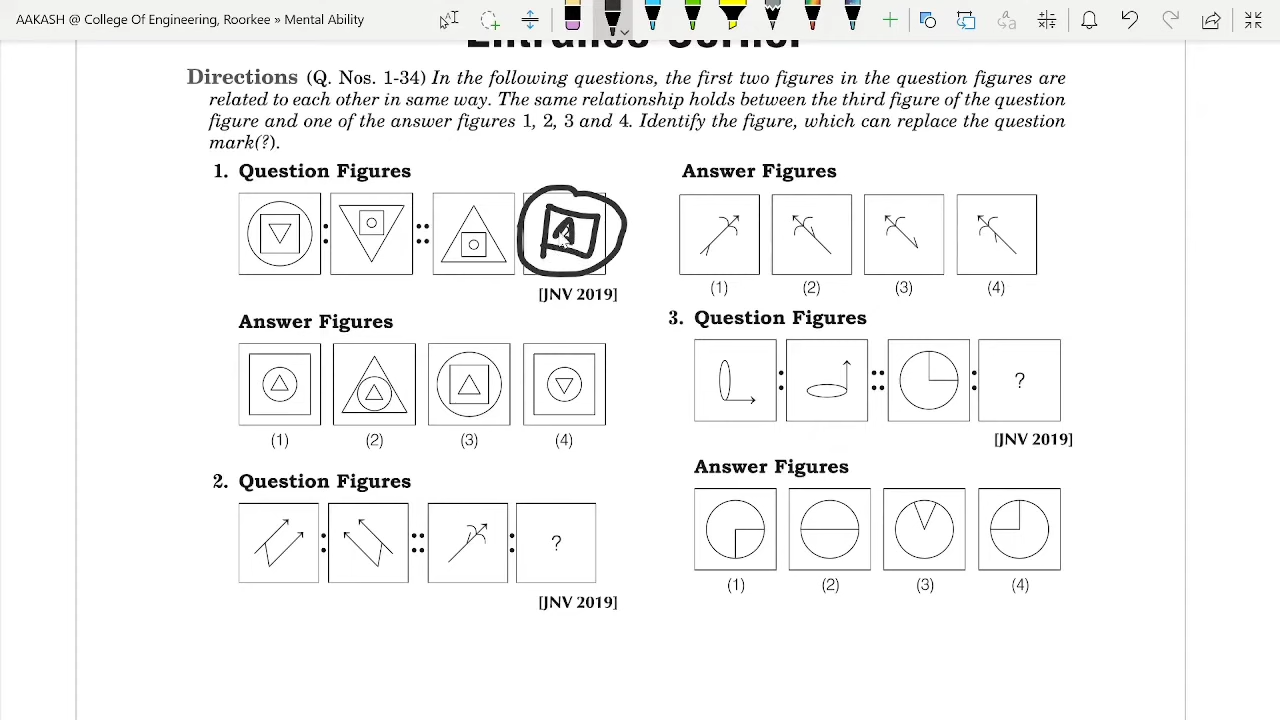 AAKASH @ College Of Engineering, Roorkee » Mental Ability
Directions (Q. Nos. 1-34) In the following questions, the first two figures in the question figures are
related to each other in same way. The same relationship holds between the third figure of the question
figure and one of the answer figures 1, 2, 3 and 4. Identify the figure, which can replace the question
mark(?).
1. Question Figures
[JNV 2019]
Answer Figures
(1) (2) (3) (4)
2. Question Figures
?
[JNV 2019]
Answer Figures
(1) (2) (3) (4)
3. Question Figures
?
[JNV 2019]
Answer Figures
(1) (2) (3) (4)